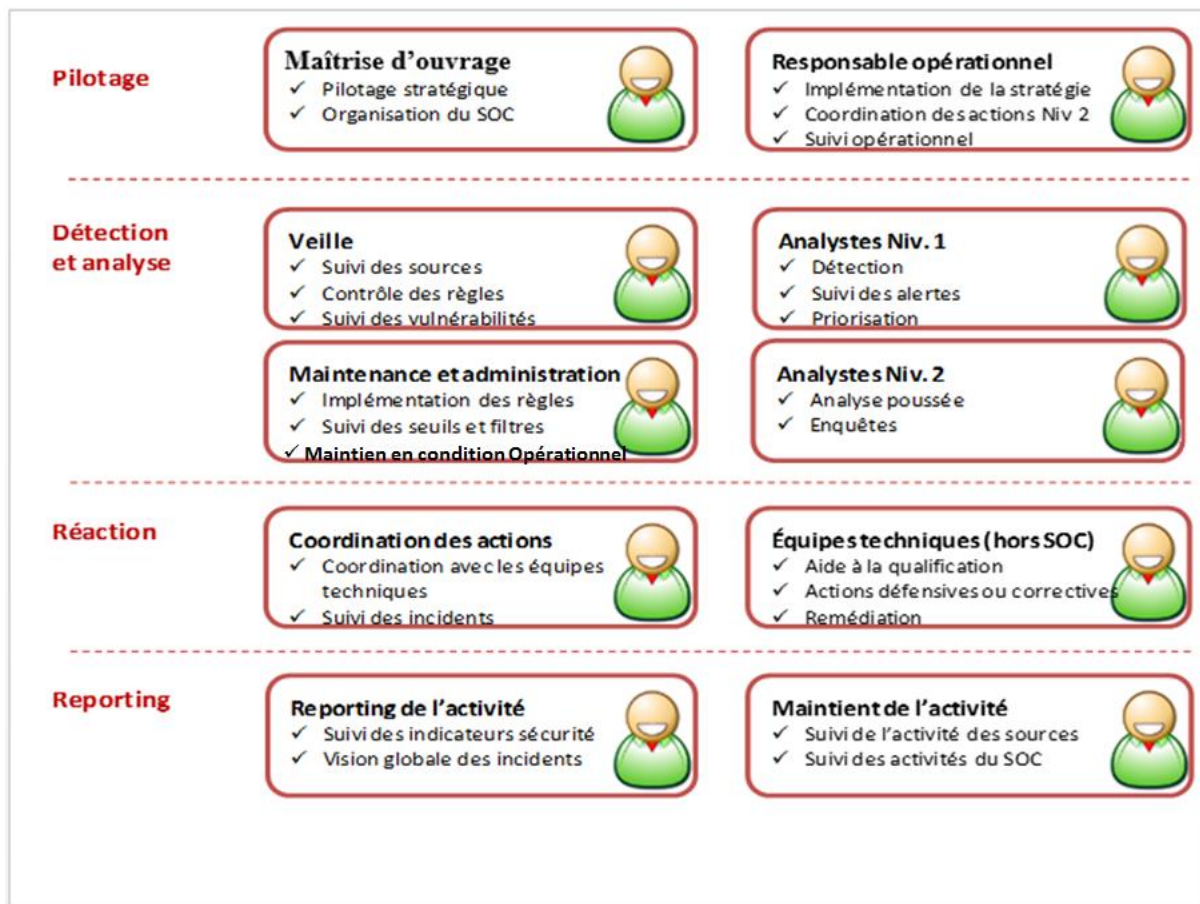 Pilotage
Maîtrise d'ouvrage
✓ Pilotage stratégique
✓ Organisation du SOC
Responsable opérationnel
✓ Implémentation de la stratégie
✓ Coordination des actions Niv 2
✓ Suivi opérationnel
Détection
et analyse
Veille
✓ Suivi des sources
✓ Contrôle des règles
✓ Suivi des vulnérabilités
Analystes Niv. 1
✓ Détection
✓ Suivi des alertes
✓ Priorisation
Maintenance et administration
✓ Implémentation des règles
✓ Suivi des seuils et filtres
✓ Maintien en condition Opérationnel
Analystes Niv. 2
✓ Analyse poussée
✓ Enquêtes
Réaction
Coordination des actions
✓ Coordination avec les équipes
techniques
✓ Suivi des incidents
Équipes techniques (hors SOC)
✓ Aide à la qualification
✓ Actions défensives ou correctives
✓ Remédiation
Reporting
Reporting de l'activité
✓ Suivi des indicateurs sécurité
✓ Vision globale des incidents
Maintient de l'activité
✓ Suivi de l'activité des sources
✓ Suivi des activités du SOC